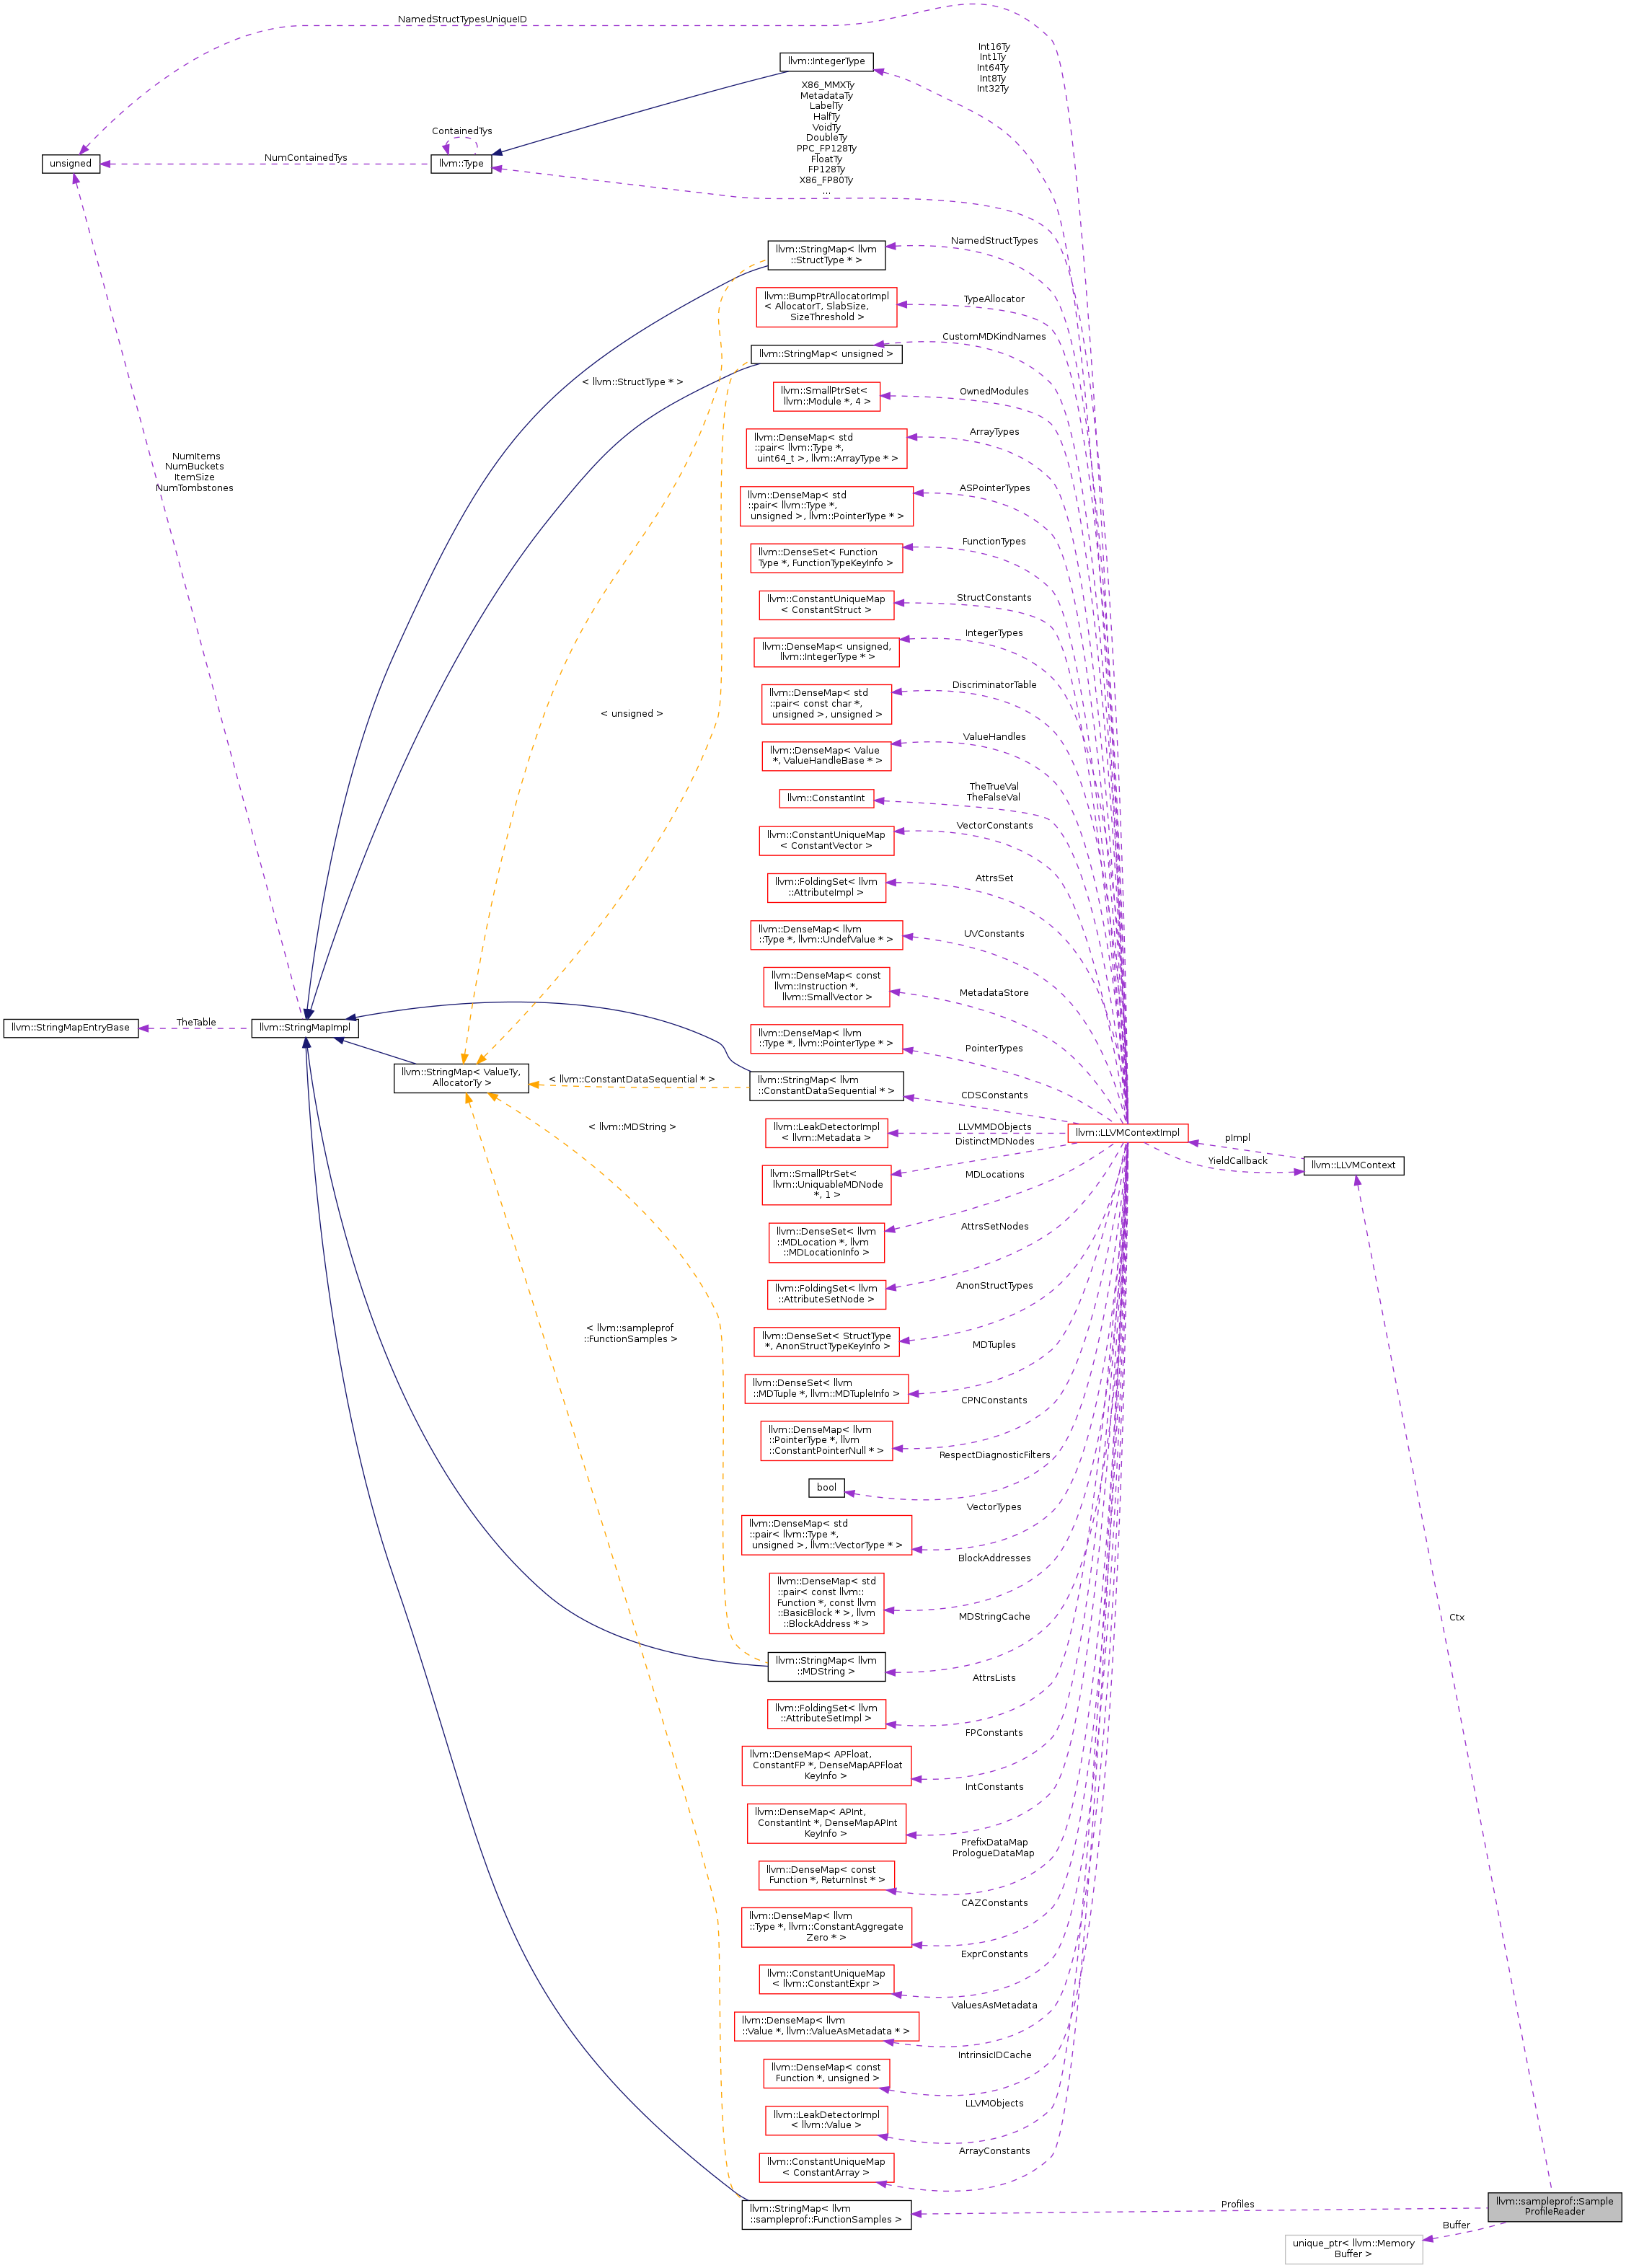 NamedStructTypesUniqueID
Int16Ty
Int1Ty
Int64Ty
Int8Ty
Int32Ty
llvm::IntegerType
X86_MMXTy
MetadataTy
LabelTy
HalfTy
VoidTy
DoubleTy
PPC_FP128Ty
FloatTy
FP128Ty
X86_FP80Ty
...
ContainedTys
unsigned
NumContainedTys
llvm::Type
llvm::StringMap< llvm
::StructType * >
NamedStructTypes
llvm::BumpPtrAllocatorImpl
< AllocatorT, SlabSize,
SizeThreshold >
TypeAllocator
llvm::StringMap< unsigned >
CustomMDKindNames
< llvm::StructType * >
llvm::SmallPtrSet<
llvm::Module *, 4 >
OwnedModules
llvm::DenseMap< std
::pair< llvm::Type *,
uint64_t >, llvm::ArrayType * >
ArrayTypes
NumItems
NumBuckets
ItemSize
NumTombstones
llvm::DenseMap< std
::pair< llvm::Type *,
unsigned >, llvm::PointerType * >
ASPointerTypes
llvm::DenseSet< Function
Type *, FunctionTypeKeyInfo >
FunctionTypes
llvm::ConstantUniqueMap
< ConstantStruct >
StructConstants
llvm::DenseMap< unsigned,
llvm::IntegerType * >
IntegerTypes
llvm::DenseMap< std
::pair< const char *,
unsigned >, unsigned >
DiscriminatorTable
< unsigned >
llvm::DenseMap< Value
*, ValueHandleBase * >
ValueHandles
llvm::ConstantInt
TheTrueVal
TheFalseVal
llvm::ConstantUniqueMap
< ConstantVector >
VectorConstants
llvm::FoldingSet< llvm
::AttributeImpl >
AttrsSet
llvm::DenseMap< llvm
::Type *, llvm::UndefValue * >
UVConstants
llvm::DenseMap< const
llvm::Instruction *,
llvm::SmallVector >
MetadataStore
llvm::StringMapEntryBase
TheTable
llvm::StringMapImpl
llvm::DenseMap< llvm
::Type *, llvm::PointerType * >
PointerTypes
llvm::StringMap< ValueTy,
AllocatorTy >
< llvm::ConstantDataSequential * >
llvm::StringMap< llvm
::ConstantDataSequential * >
CDSConstants
< llvm::MDString >
llvm::LeakDetectorImpl
< llvm::Metadata >
LLVMMDObjects
llvm::LLVMContextImpl
pImpl
YieldCallback
llvm::LLVMContext
DistinctMDNodes
llvm::SmallPtrSet<
llvm::UniquableMDNode
*, 1 >
MDLocations
llvm::DenseSet< llvm
::MDLocation *, llvm
::MDLocationInfo >
AttrsSetNodes
llvm::FoldingSet< llvm
::AttributeSetNode >
AnonStructTypes
llvm::DenseSet< StructType
*, AnonStructTypeKeyInfo >
< llvm::sampleprof
::FunctionSamples >
MDTuples
llvm::DenseSet< llvm
::MDTuple *, llvm::MDTupleInfo >
CPNConstants
llvm::DenseMap< llvm
::PointerType *, llvm
::ConstantPointerNull * >
RespectDiagnosticFilters
bool
VectorTypes
llvm::DenseMap< std
::pair< llvm::Type *,
unsigned >, llvm::VectorType * >
BlockAddresses
llvm::DenseMap< std
::pair< const llvm::
Function *, const llvm
::BasicBlock * >, llvm
::BlockAddress * >
MDStringCache
Ctx
llvm::StringMap< llvm
::MDString >
AttrsLists
llvm::FoldingSet< llvm
::AttributeSetImpl >
FPConstants
llvm::DenseMap< APFloat,
ConstantFP *, DenseMapAPFloat
KeyInfo >
IntConstants
llvm::DenseMap< APInt,
ConstantInt *, DenseMapAPInt
KeyInfo >
PrefixDataMap
PrologueDataMap
llvm::DenseMap< const
Function *, ReturnInst * >
CAZConstants
llvm::DenseMap< llvm
::Type *, llvm::ConstantAggregate
Zero * >
ExprConstants
llvm::ConstantUniqueMap
< llvm::ConstantExpr >
ValuesAsMetadata
llvm::DenseMap< llvm
::Value *, llvm::ValueAsMetadata * >
IntrinsicIDCache
llvm::DenseMap< const
Function *, unsigned >
LLVMObjects
llvm::LeakDetectorImpl
< llvm::Value >
ArrayConstants
llvm::ConstantUniqueMap
< ConstantArray >
llvm::StringMap< llvm
::sampleprof::FunctionSamples >
Profiles
llvm::sampleprof::Sample
ProfileReader
Buffer
unique_ptr< llvm::Memory
Buffer >